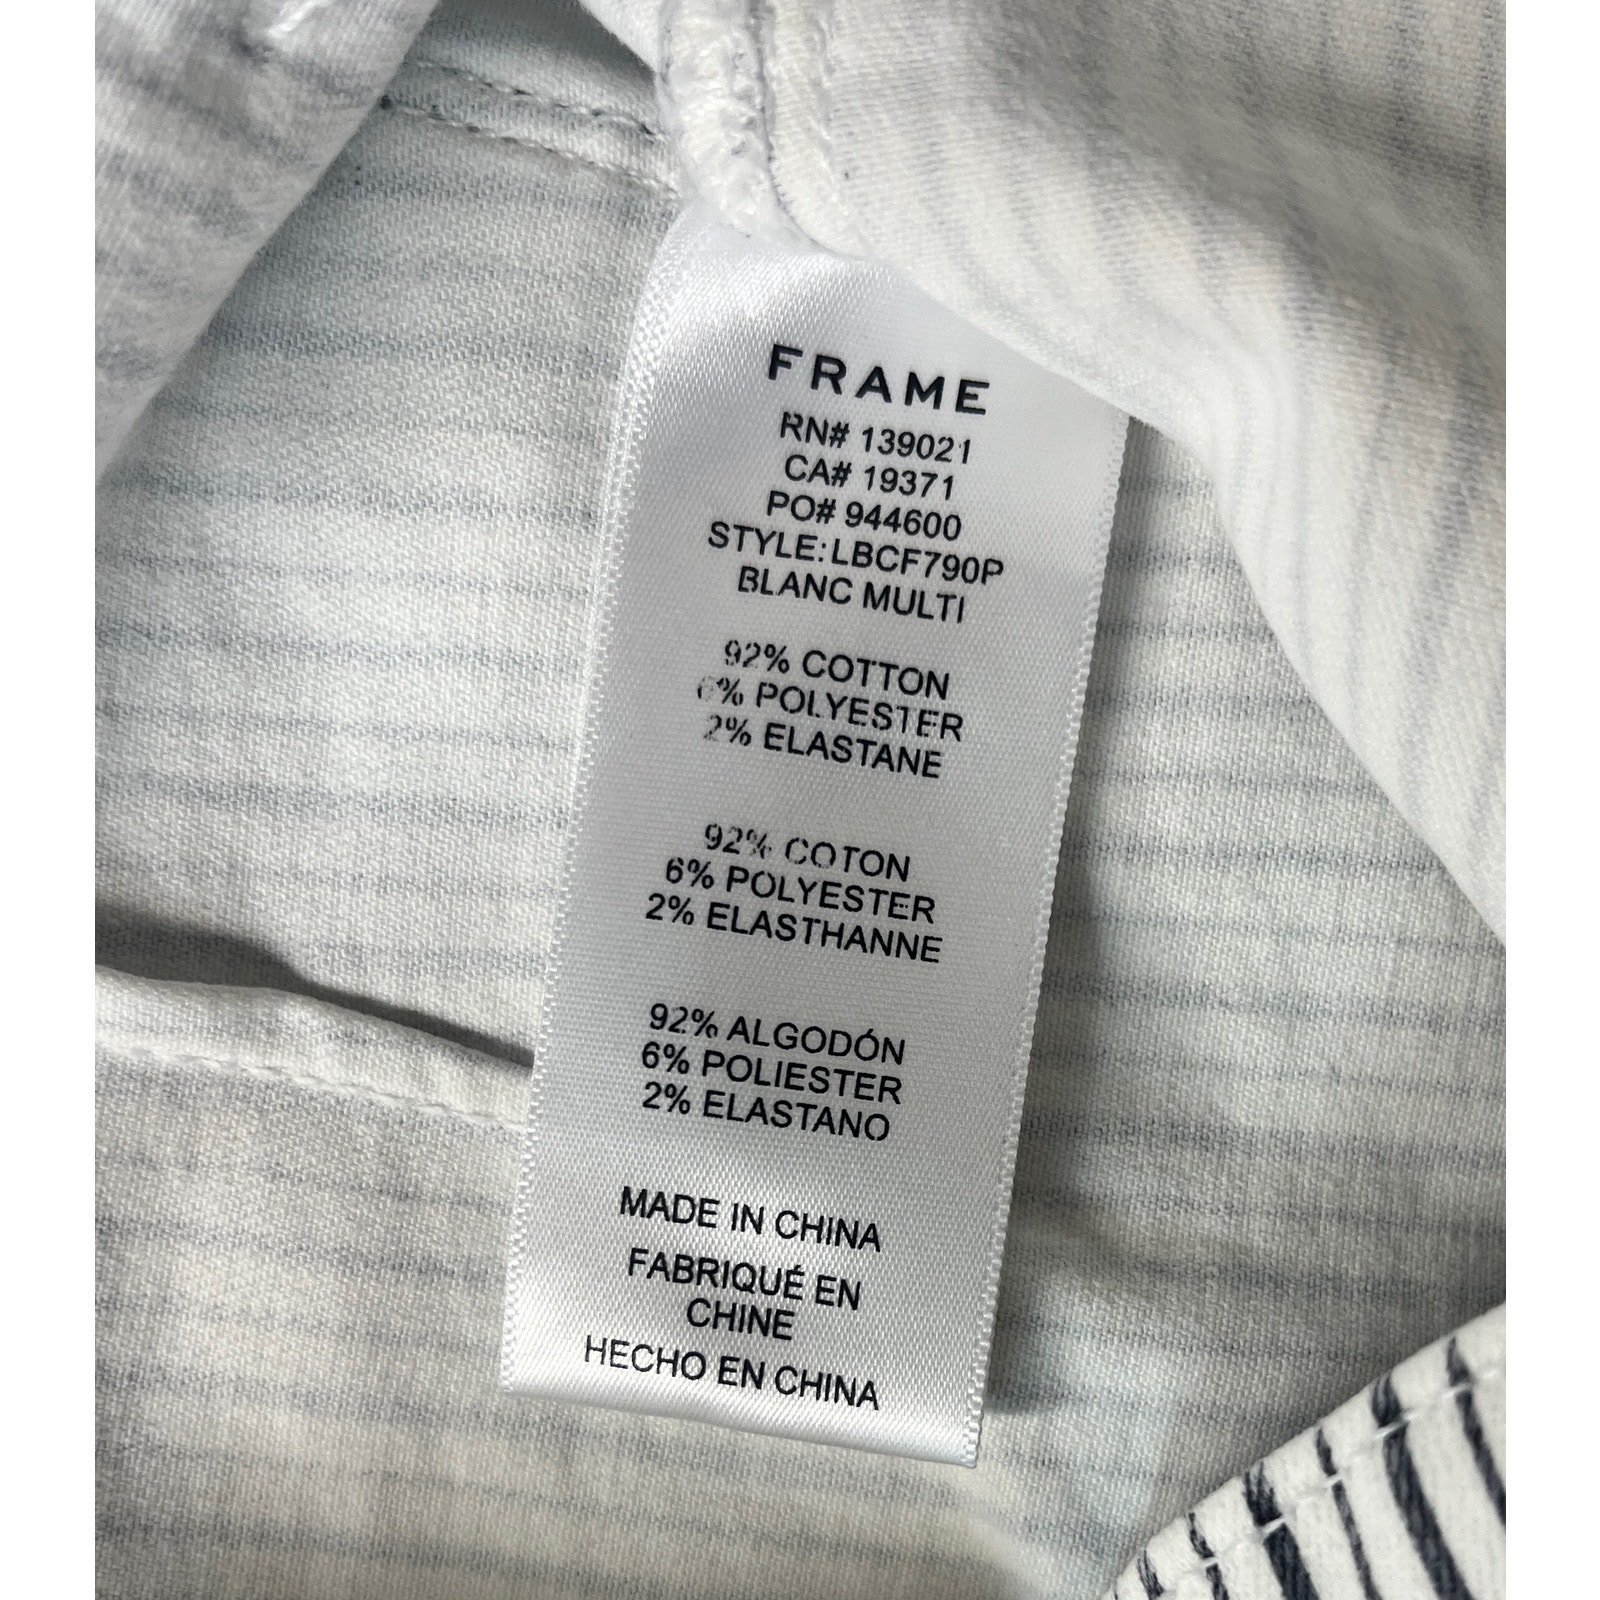 FRAME
RN# 139021
CA# 19371
PO# 944600
STYLE:LBCF790P
BLANC MULTI
92% COTTON
6% POLYESTER
2% ELASTANE
92% COTON
6% POLYESTER
2% ELASTHANNE
92% ALGODÓN
6% POLIESTER
2% ELASTANO
MADE IN CHINA
FABRIQUÉ EN
CHINE
HECHO EN CHINA